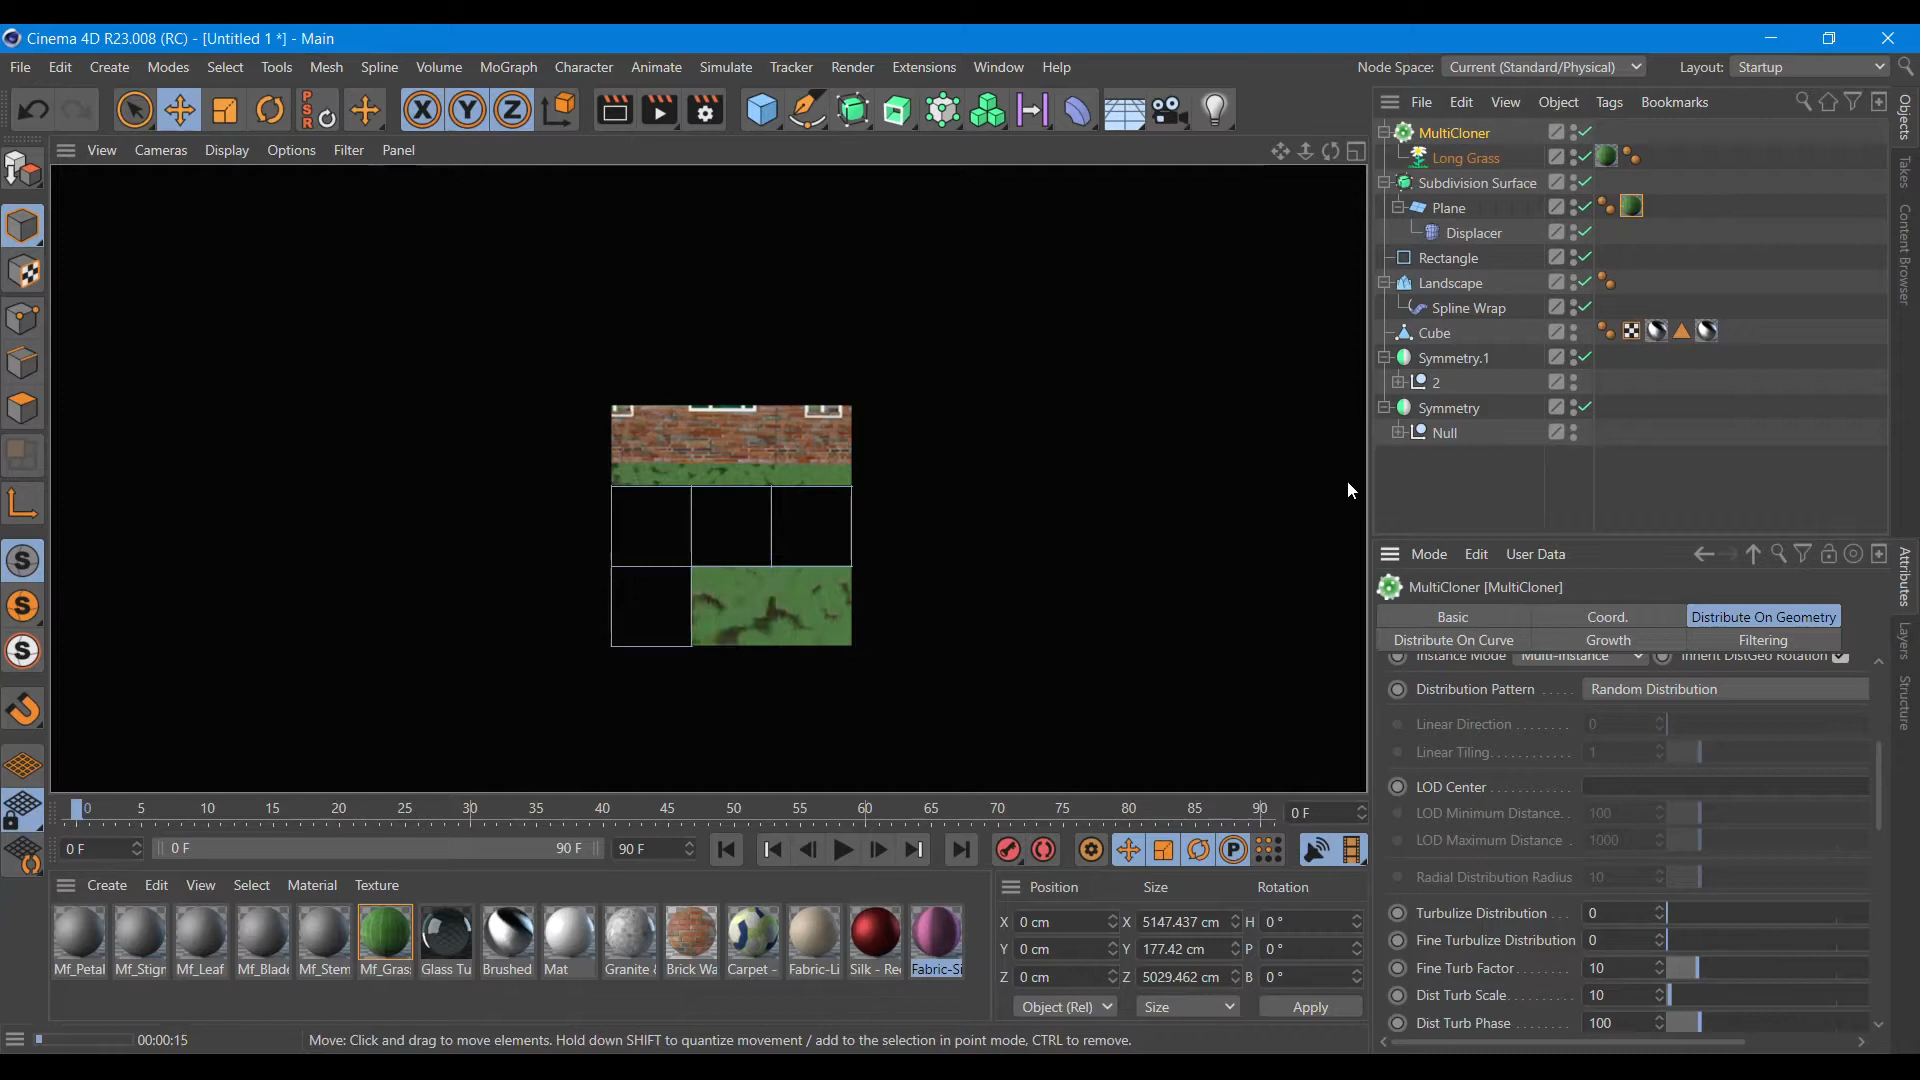 Cinema 4D R23.008 (RC) - [Untitled 1 *] - Main
File Edit Create Modes Select Tools Mesh Spline Volume MoGraph Character Animate Simulate Tracker Render Extensions Window Help
Node Space: Current (Standard/Physical) Layout: Startup
File Edit View Object Tags Bookmarks
View Cameras Display Options Filter Panel
MultiCloner
Long Grass
Subdivision Surface
Plane
Displacer
Rectangle
Landscape
Spline Wrap
Cube
Symmetry.1
2
Symmetry
Null
Objects
Takes
Content Browser
Mode Edit User Data
MultiCloner [MultiCloner]
Basic Coord. Distribute On Geometry
Distribute On Curve Growth Filtering
Instance Mode Multi-Instance Inherit DistGeo Rotation
Distribution Pattern ..... Random Distribution
Linear Direction ........ 0
Linear Tiling............ 1
LOD Center ...........
LOD Minimum Distance.. 100
LOD Maximum Distance . 1000
Radial Distribution Radius 10
Turbulize Distribution ... 0
Fine Turbulize Distribution 0
Fine Turb Factor....... 10
Dist Turb Scale......... 10
Dist Turb Phase ........ 100
Attributes
Layers
Structure
0 5 10 15 20 25 30 35 40 45 50 55 60 65 70 75 80 85 90 0 F
0 F 0 F 90 F 90 F
Create Edit View Select Material Texture
Mf_Petal Mf_Stigm Mf_Leaf Mf_Blade Mf_Stem Mf_Grass Glass Tu Brushed Mat Granite & Brick Wa Carpet - Fabric-Li Silk - Re Fabric-Si
Position Size Rotation
X 0 cm X 5147.437 cm H 0 °
Y 0 cm Y 177.42 cm P 0 °
Z 0 cm Z 5029.462 cm B 0 °
Object (Rel) Size Apply
00:00:15 Move: Click and drag to move elements. Hold down SHIFT to quantize movement / add to the selection in point mode, CTRL to remove.